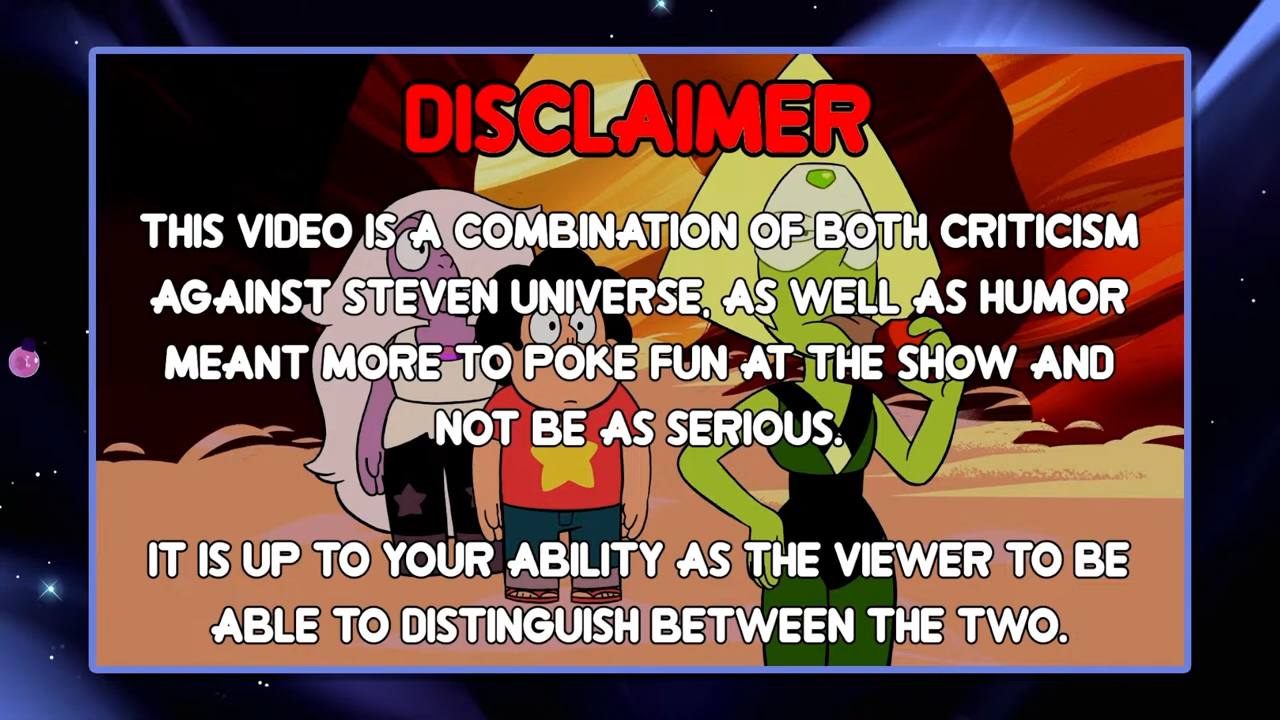 DISCLAIMER
THIS VIDEO IS A COMBINATION OF BOTH CRITICISM
AGAINST STEVEN UNIVERSE, AS WELL AS HUMOR
MEANT MORE TO POKE FUN AT THE SHOW AND
NOT BE AS SERIOUS.
IT IS UP TO YOUR ABILITY AS THE VIEWER TO BE
ABLE TO DISTINGUISH BETWEEN THE TWO.